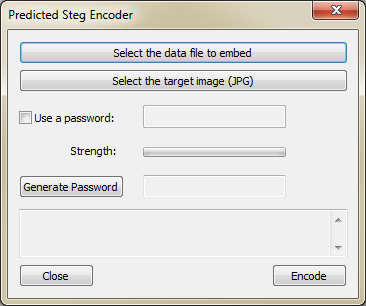 Predicted Steg Encoder
Select the data file to embed
Select the target image (JPG)
Use a password:
Strength:
Generate Password
Close Encode